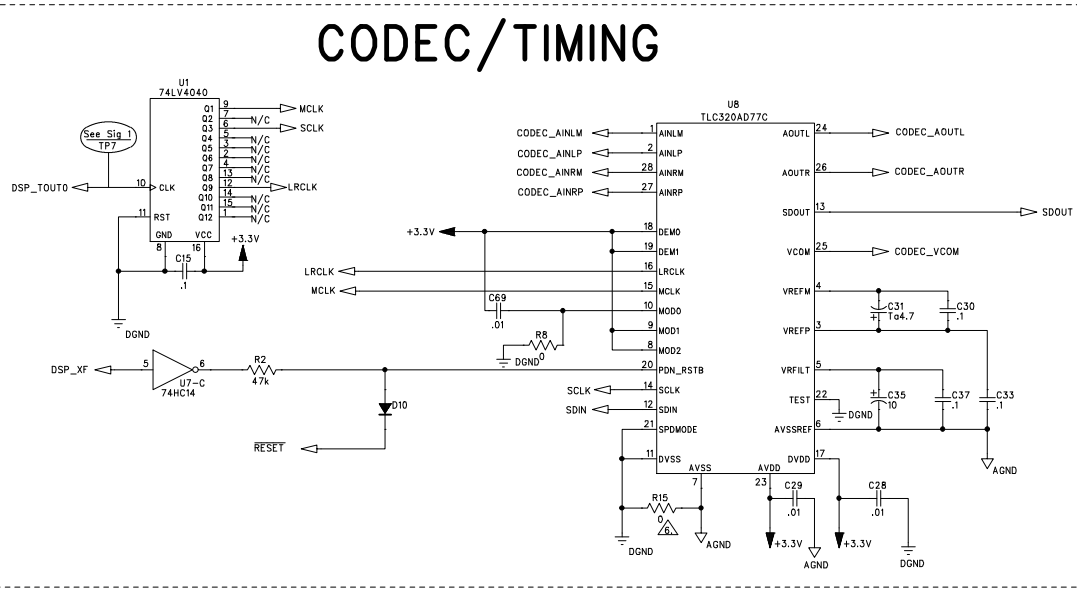 CODEC/TIMING
U1
74LV4040
See Sig 1
TP7
DSP_TOUT0
10 CLK
11 RST
GND VCC
8 16
Q1 9 MCLK
Q2 7 N/C
Q3 6 SCLK
Q4 5 N/C
Q5 3 N/C
Q6 2 N/C
Q7 4 N/C
Q8 13 N/C
Q9 12 LRCLK
Q10 14 N/C
Q11 15 N/C
Q12 1 N/C
+3.3V
C15
.1
DGND
DSP_XF
5 6
U7-C
74HC14
R2
47k
D10
RESET
U8
TLC320AD77C
CODEC_AINLM 1 AINLM
CODEC_AINLP 2 AINLP
CODEC_AINRM 28 AINRM
CODEC_AINRP 27 AINRP
+3.3V 18 DEM0
19 DEM1
LRCLK 16 LRCLK
MCLK 15 MCLK
C69
.01
10 MOD0
R8
0
DGND
9 MOD1
8 MOD2
20 PDN_RSTB
SCLK 14 SCLK
SDIN 12 SDIN
21 SPDMODE
11 DVSS
AVSS AVDD
7 23
R15
0
6
DGND
AGND
AOUTL 24 CODEC_AOUTL
AOUTR 26 CODEC_AOUTR
SDOUT 13 SDOUT
VCOM 25 CODEC_VCOM
VREFM 4
C31
+ Ta4.7
C30
.1
VREFP 3
VRFILT 5
+ C35
10
C37
.1
C33
.1
TEST 22
DGND
AVSSREF 6
AGND
DVDD 17
C29
.01
C28
.01
+3.3V
AGND
+3.3V
DGND